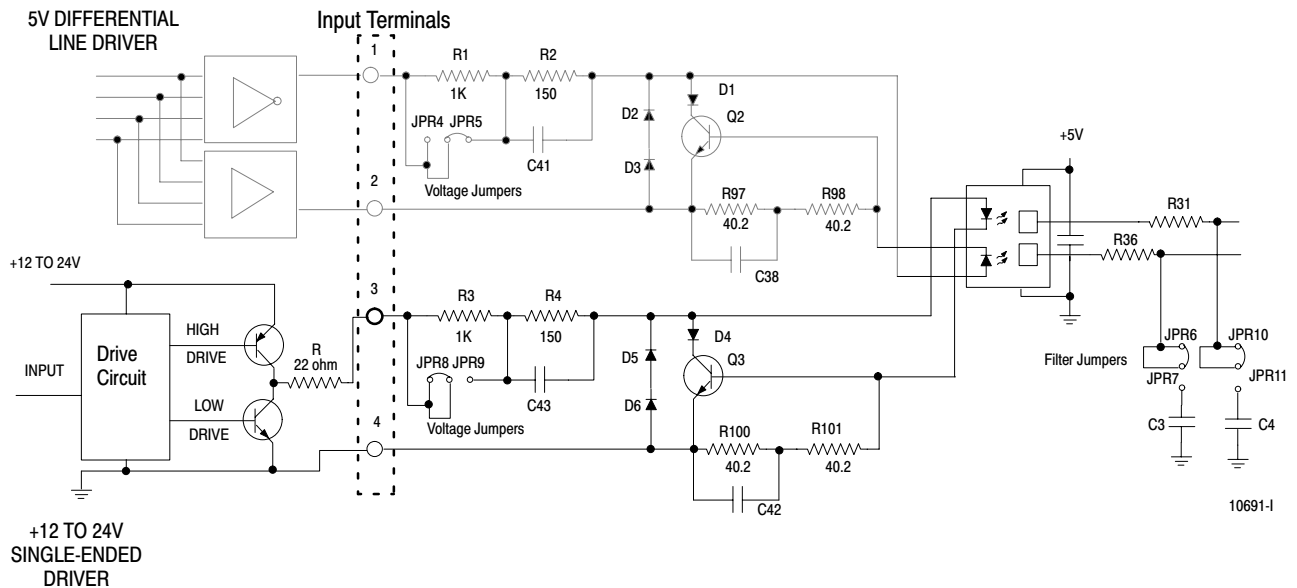 5V DIFFERENTIAL
LINE DRIVER
Input Terminals
1
R1
1K
R2
150
JPR4 JPR5
C41
Voltage Jumpers
D1
D2
Q2
D3
2
R97
40.2
R98
40.2
C38
+5V
R31
R36
+12 TO 24V
Drive
Circuit
INPUT
HIGH
DRIVE
LOW
DRIVE
R
22 ohm
3
R3
1K
R4
150
JPR8 JPR9
C43
Voltage Jumpers
D4
D5
Q3
D6
4
R100
40.2
R101
40.2
C42
Filter Jumpers
JPR6
JPR7
JPR10
JPR11
C3
C4
10691-I
+12 TO 24V
SINGLE-ENDED
DRIVER